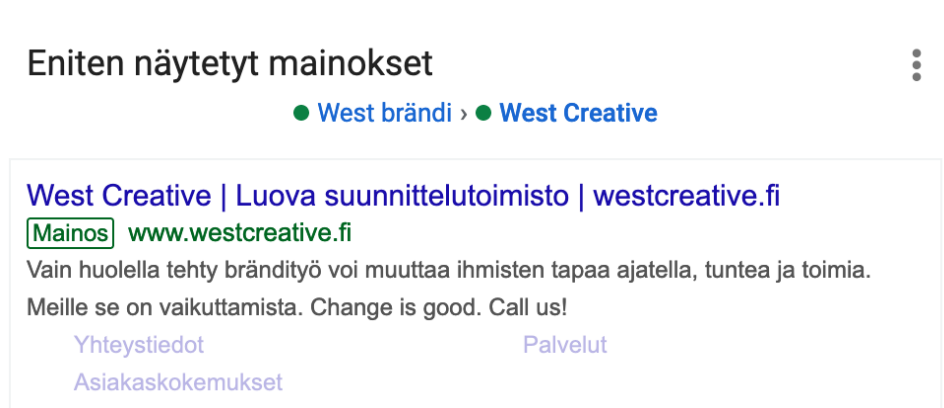 Eniten näytetyt mainokset
West brändi › West Creative
West Creative | Luova suunnittelutoimisto | westcreative.fi
Mainos www.westcreative.fi
Vain huolella tehty brändityö voi muuttaa ihmisten tapaa ajatella, tuntea ja toimia.
Meille se on vaikuttamista. Change is good. Call us!
Yhteystiedot Palvelut
Asiakaskokemukset